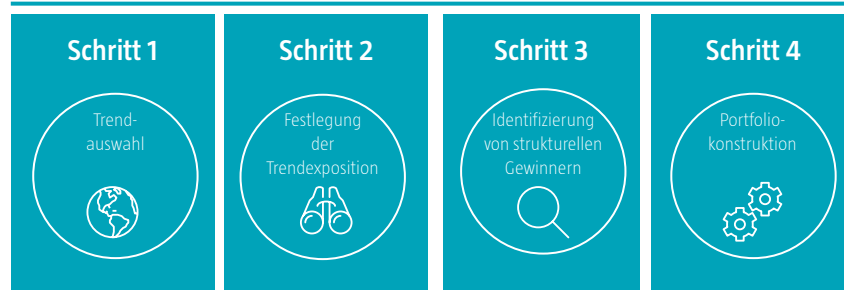 Schritt 1
Trend-
auswahl
Schritt 2
Festlegung
der
Trendexposition
Schritt 3
Identifizierung
von strukturellen
Gewinnern
Schritt 4
Portfolio-
konstruktion